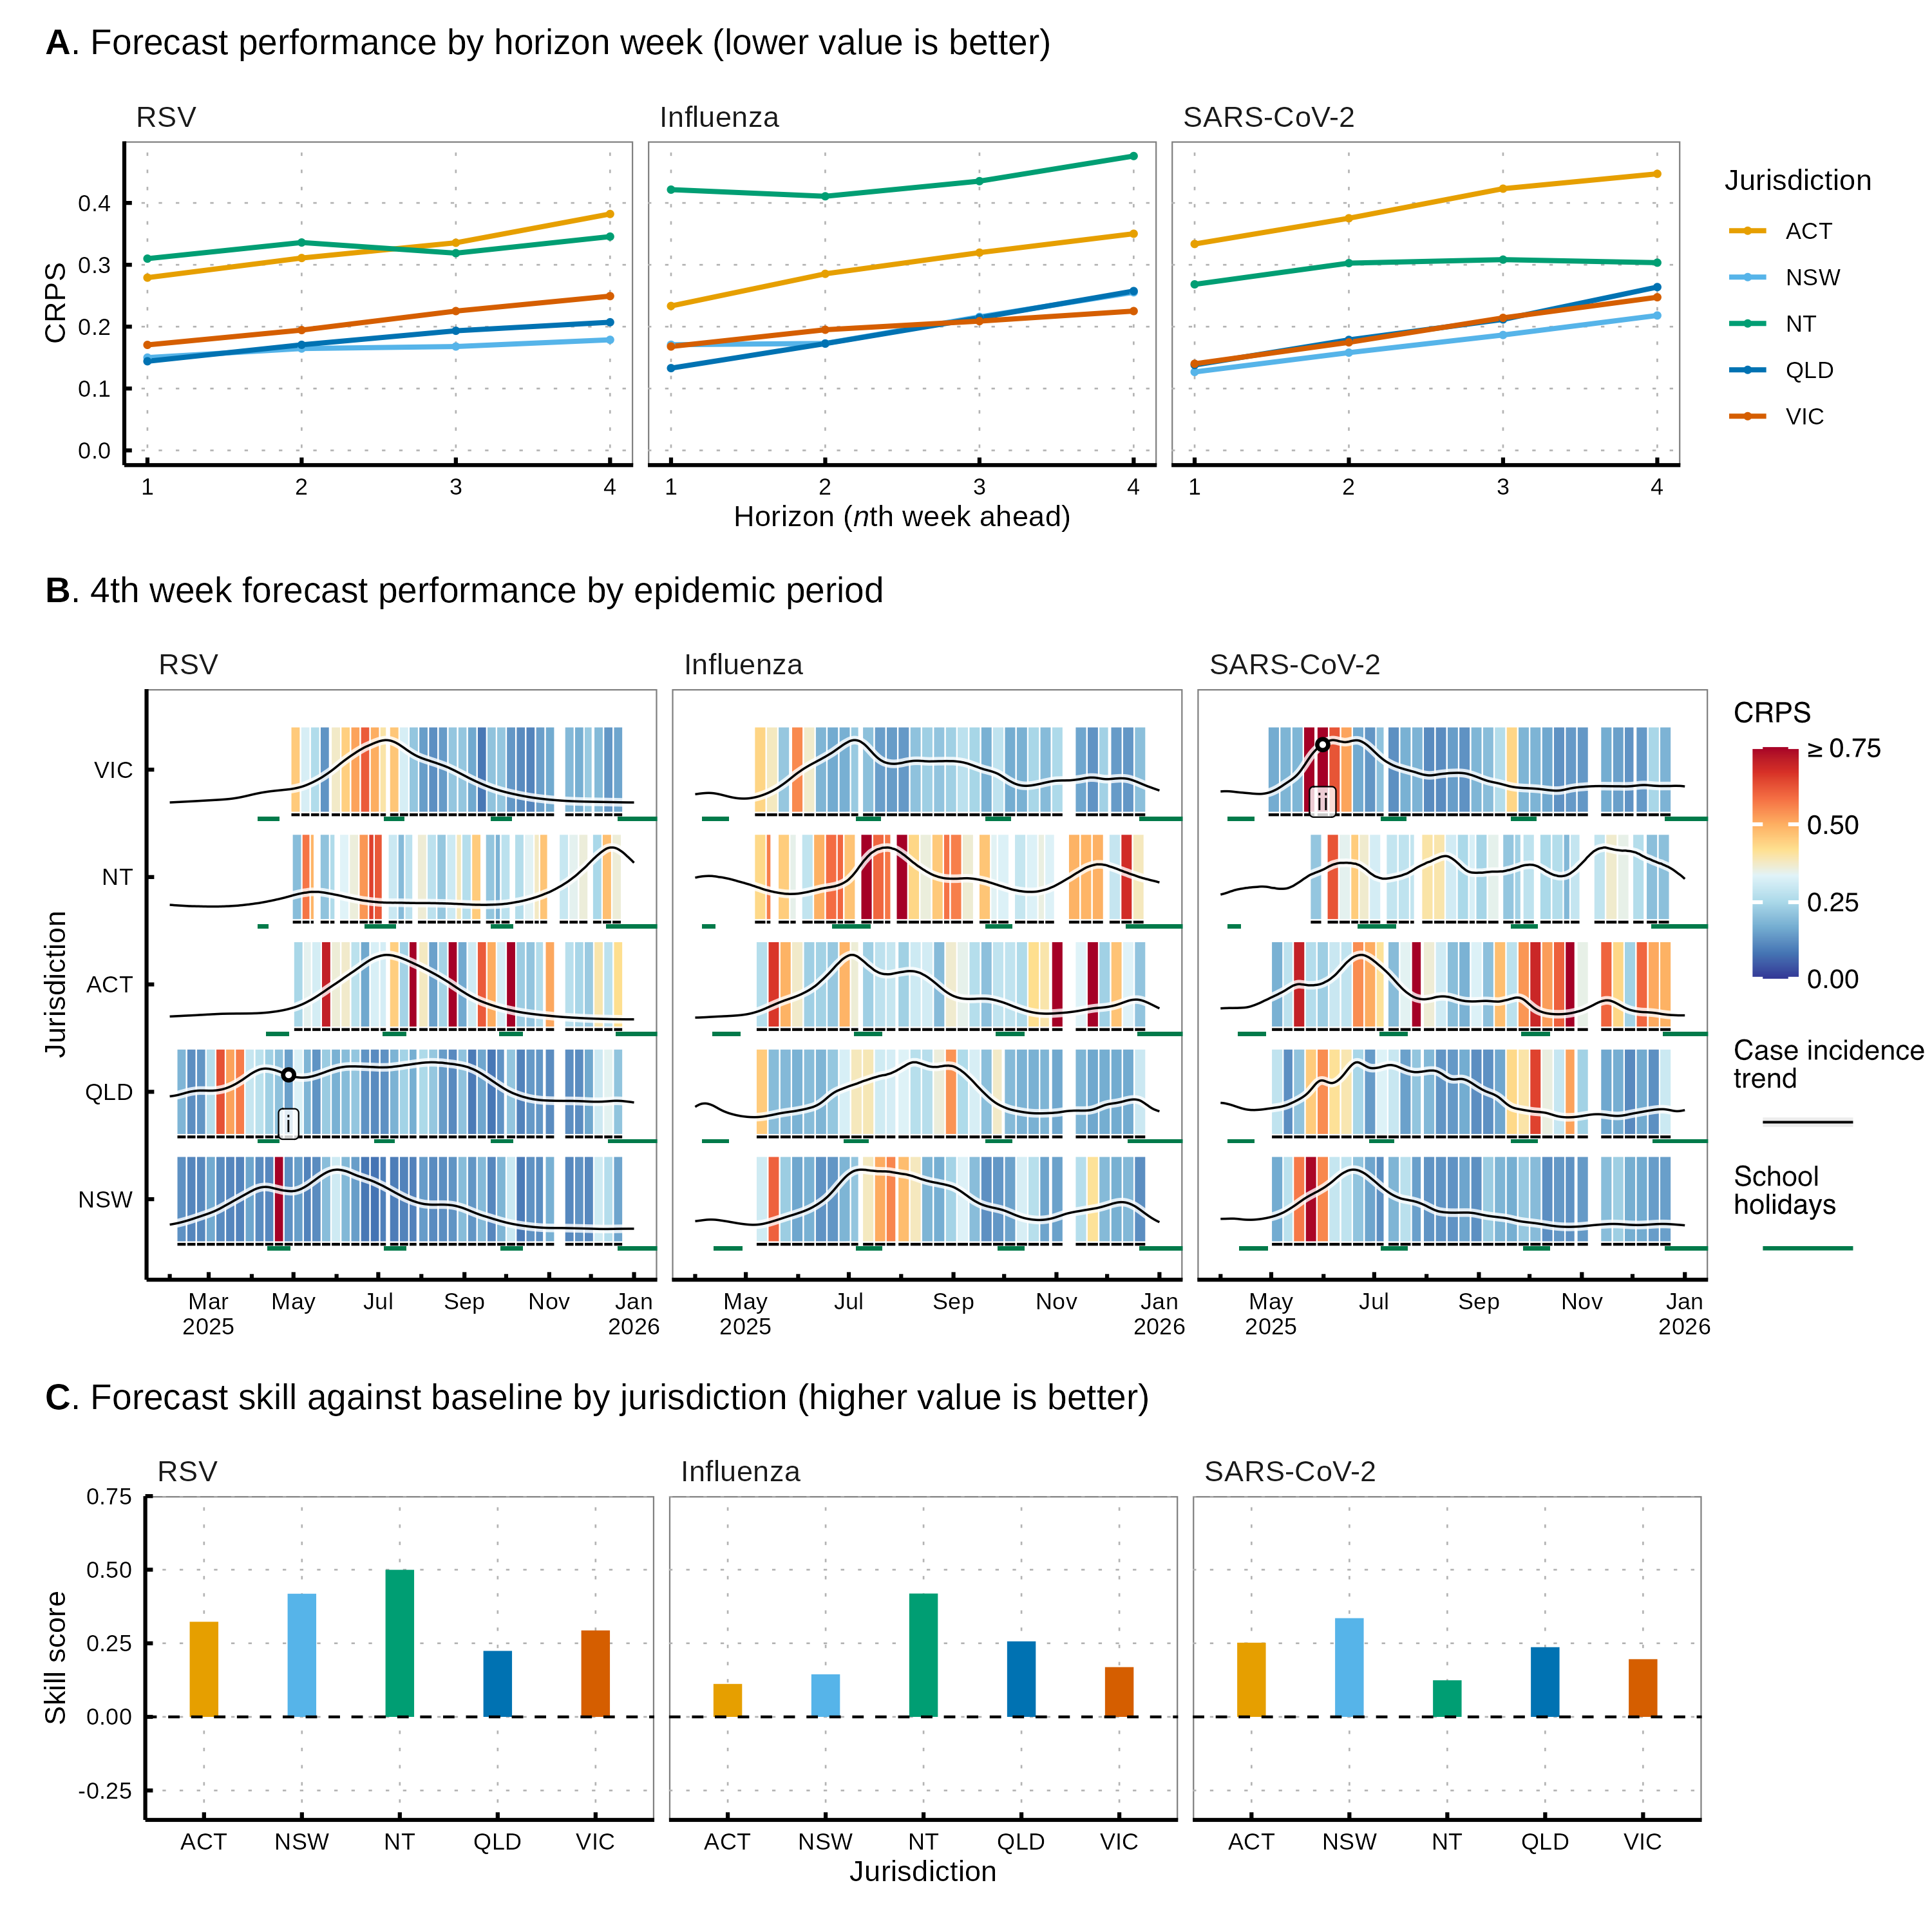 A. Forecast performance by horizon week (lower value is better)
RSV
Influenza
SARS-CoV-2
CRPS
0.4
0.3
0.2
0.1
0.0
1 2 3 4
1 2 3 4
1 2 3 4
Horizon (nth week ahead)
Jurisdiction
ACT
NSW
NT
QLD
VIC
B. 4th week forecast performance by epidemic period
RSV
Influenza
SARS-CoV-2
Jurisdiction
VIC
NT
ACT
QLD
NSW
i
ii
Mar May Jul Sep Nov Jan
2025 2026
May Jul Sep Nov Jan
2025 2026
May Jul Sep Nov Jan
2025 2026
CRPS
≥ 0.75
0.50
0.25
0.00
Case incidence
trend
School
holidays
C. Forecast skill against baseline by jurisdiction (higher value is better)
RSV
Influenza
SARS-CoV-2
Skill score
0.75
0.50
0.25
0.00
-0.25
ACT NSW NT QLD VIC
ACT NSW NT QLD VIC
ACT NSW NT QLD VIC
Jurisdiction